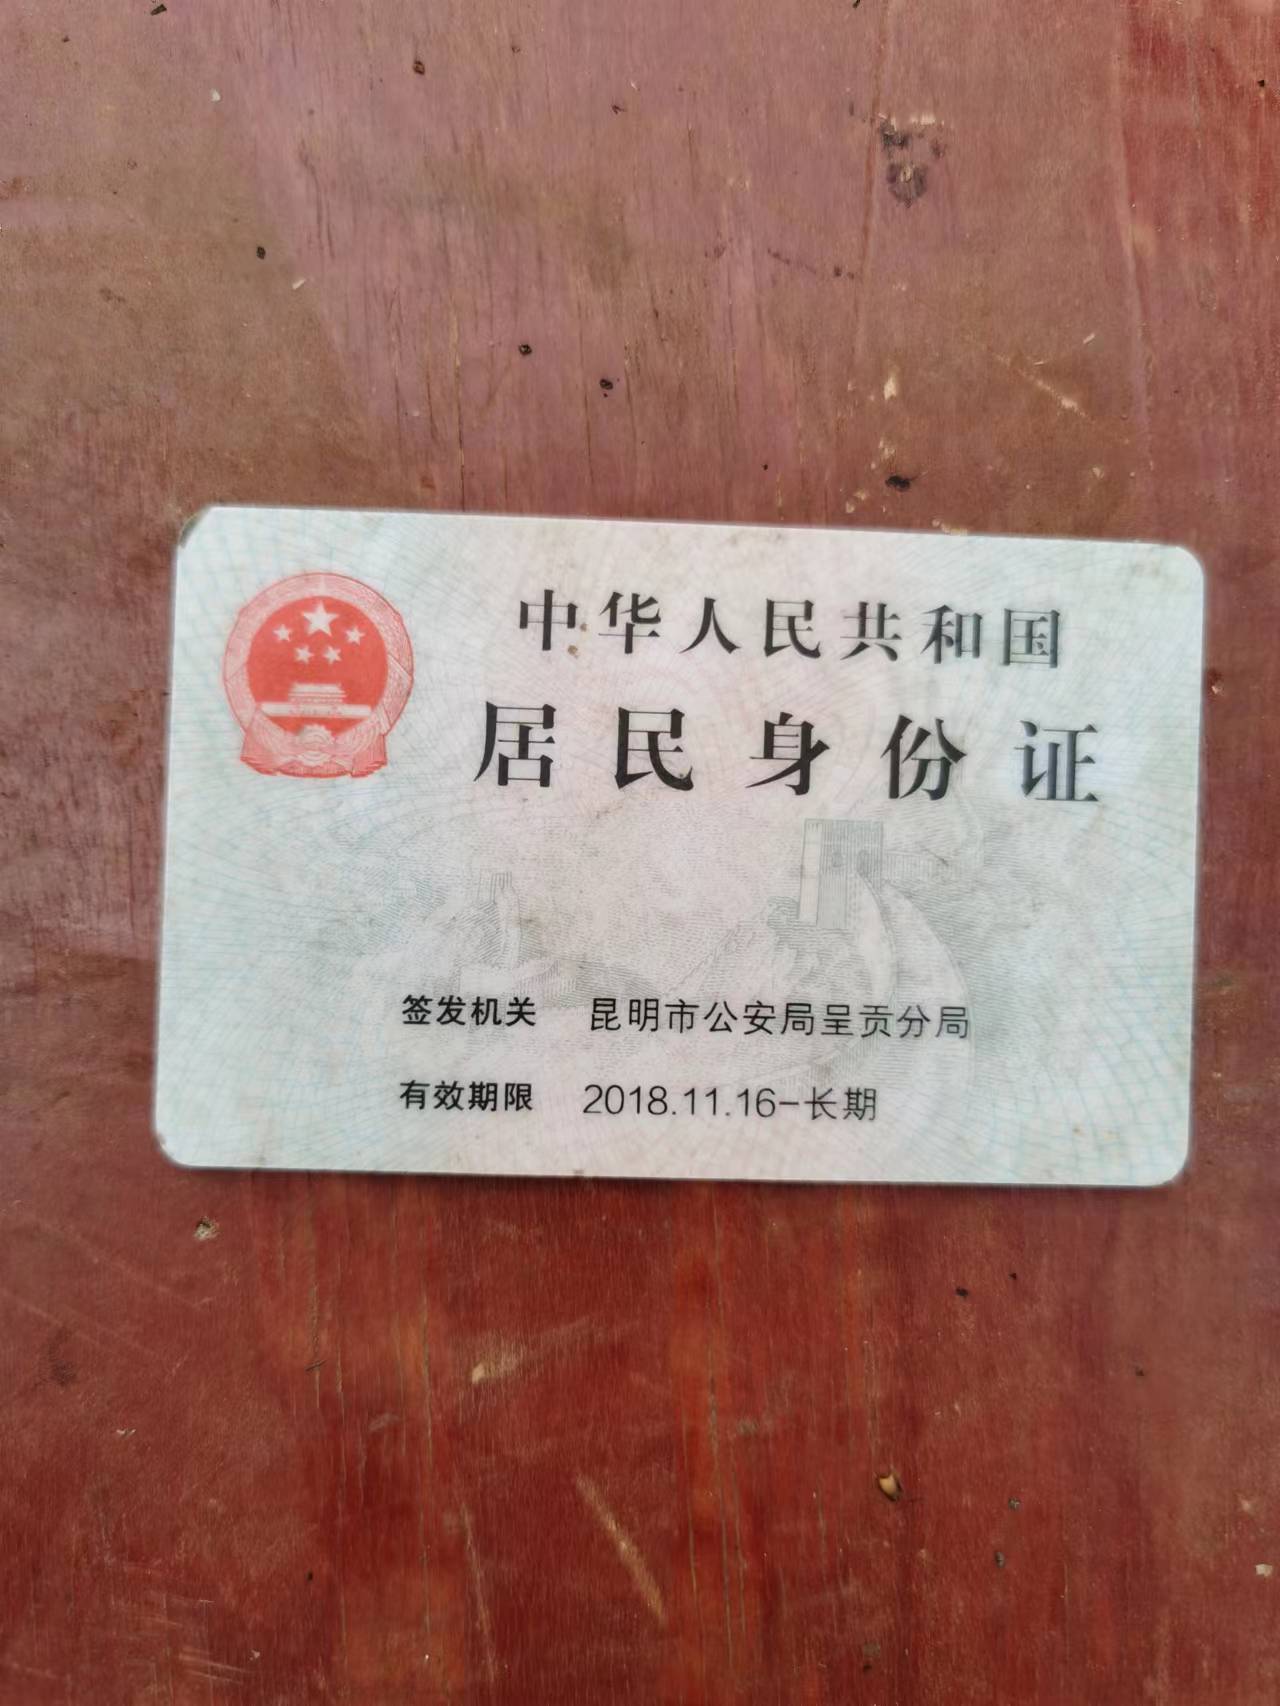 中华人民共和国
居民身份证
签发机关 昆明市公安局呈贡分局
有效期限 2018.11.16-长期